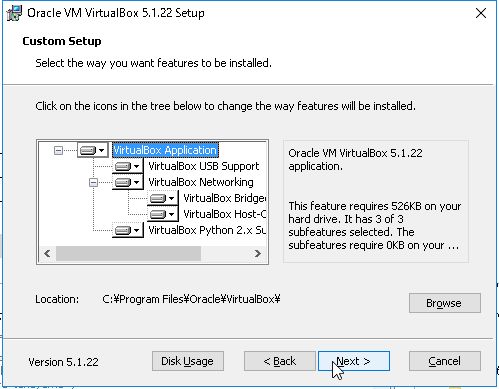 Oracle VM VirtualBox 5.1.22 Setup
Custom Setup
Select the way you want features to be installed.
Click on the icons in the tree below to change the way features will be installed.
VirtualBox Application
VirtualBox USB Support
VirtualBox Networking
VirtualBox Bridged
VirtualBox Host-O
VirtualBox Python 2.x Su
Oracle VM VirtualBox 5.1.22
application.
This feature requires 526KB on your
hard drive. It has 3 of 3
subfeatures selected. The
subfeatures require 0KB on your ...
Location: C:¥Program Files¥Oracle¥VirtualBox¥
Browse
Version 5.1.22
Disk Usage
< Back
Next >
Cancel